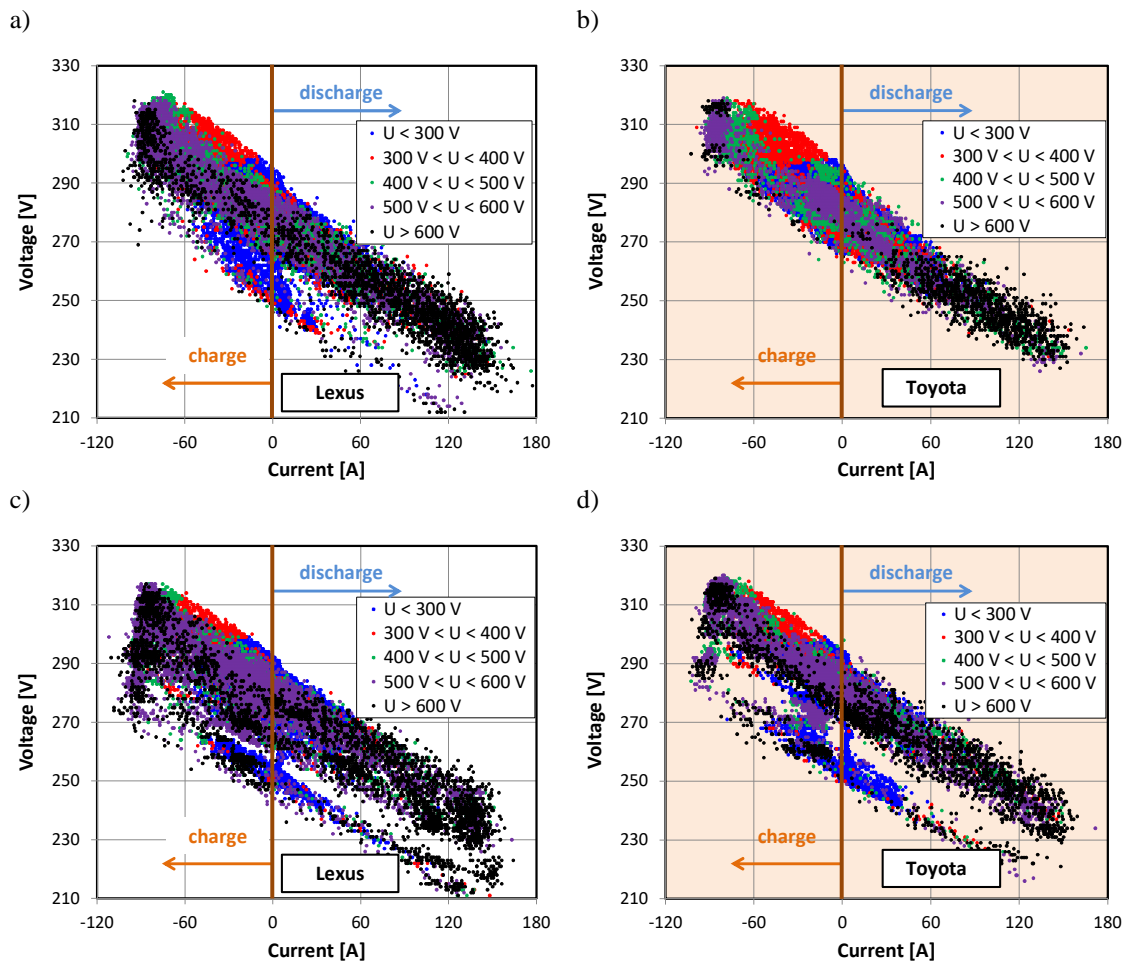 a)
b)
330
310
290
270
250
230
210
-120
-60
0
60
120
180
Voltage [V]
Current [A]
discharge
charge
U < 300 V
300 V < U < 400 V
400 V < U < 500 V
500 V < U < 600 V
U > 600 V
Lexus
330
310
290
270
250
230
210
-120
-60
0
60
120
180
Voltage [V]
Current [A]
discharge
charge
U < 300 V
300 V < U < 400 V
400 V < U < 500 V
500 V < U < 600 V
U > 600 V
Toyota
c)
d)
330
310
290
270
250
230
210
-120
-60
0
60
120
180
Voltage [V]
Current [A]
discharge
charge
U < 300 V
300 V < U < 400 V
400 V < U < 500 V
500 V < U < 600 V
U > 600 V
Lexus
330
310
290
270
250
230
210
-120
-60
0
60
120
180
Voltage [V]
Current [A]
discharge
charge
U < 300 V
300 V < U < 400 V
400 V < U < 500 V
500 V < U < 600 V
U > 600 V
Toyota